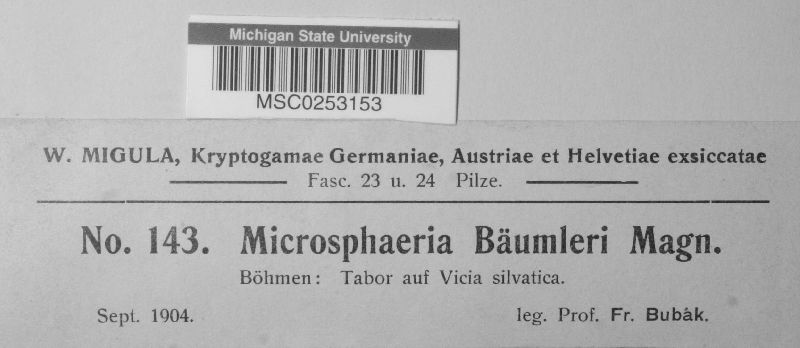 Michigan State University
MSC0253153
W. MIGULA, Kryptogamae Germaniae, Austriae et Helvetiae exsiccatae
Fasc. 23 u. 24 Pilze.
No. 143. Microsphaeria Bäumleri Magn.
Böhmen: Tabor auf Vicia silvatica.
Sept. 1904. leg. Prof. Fr. Bubák.